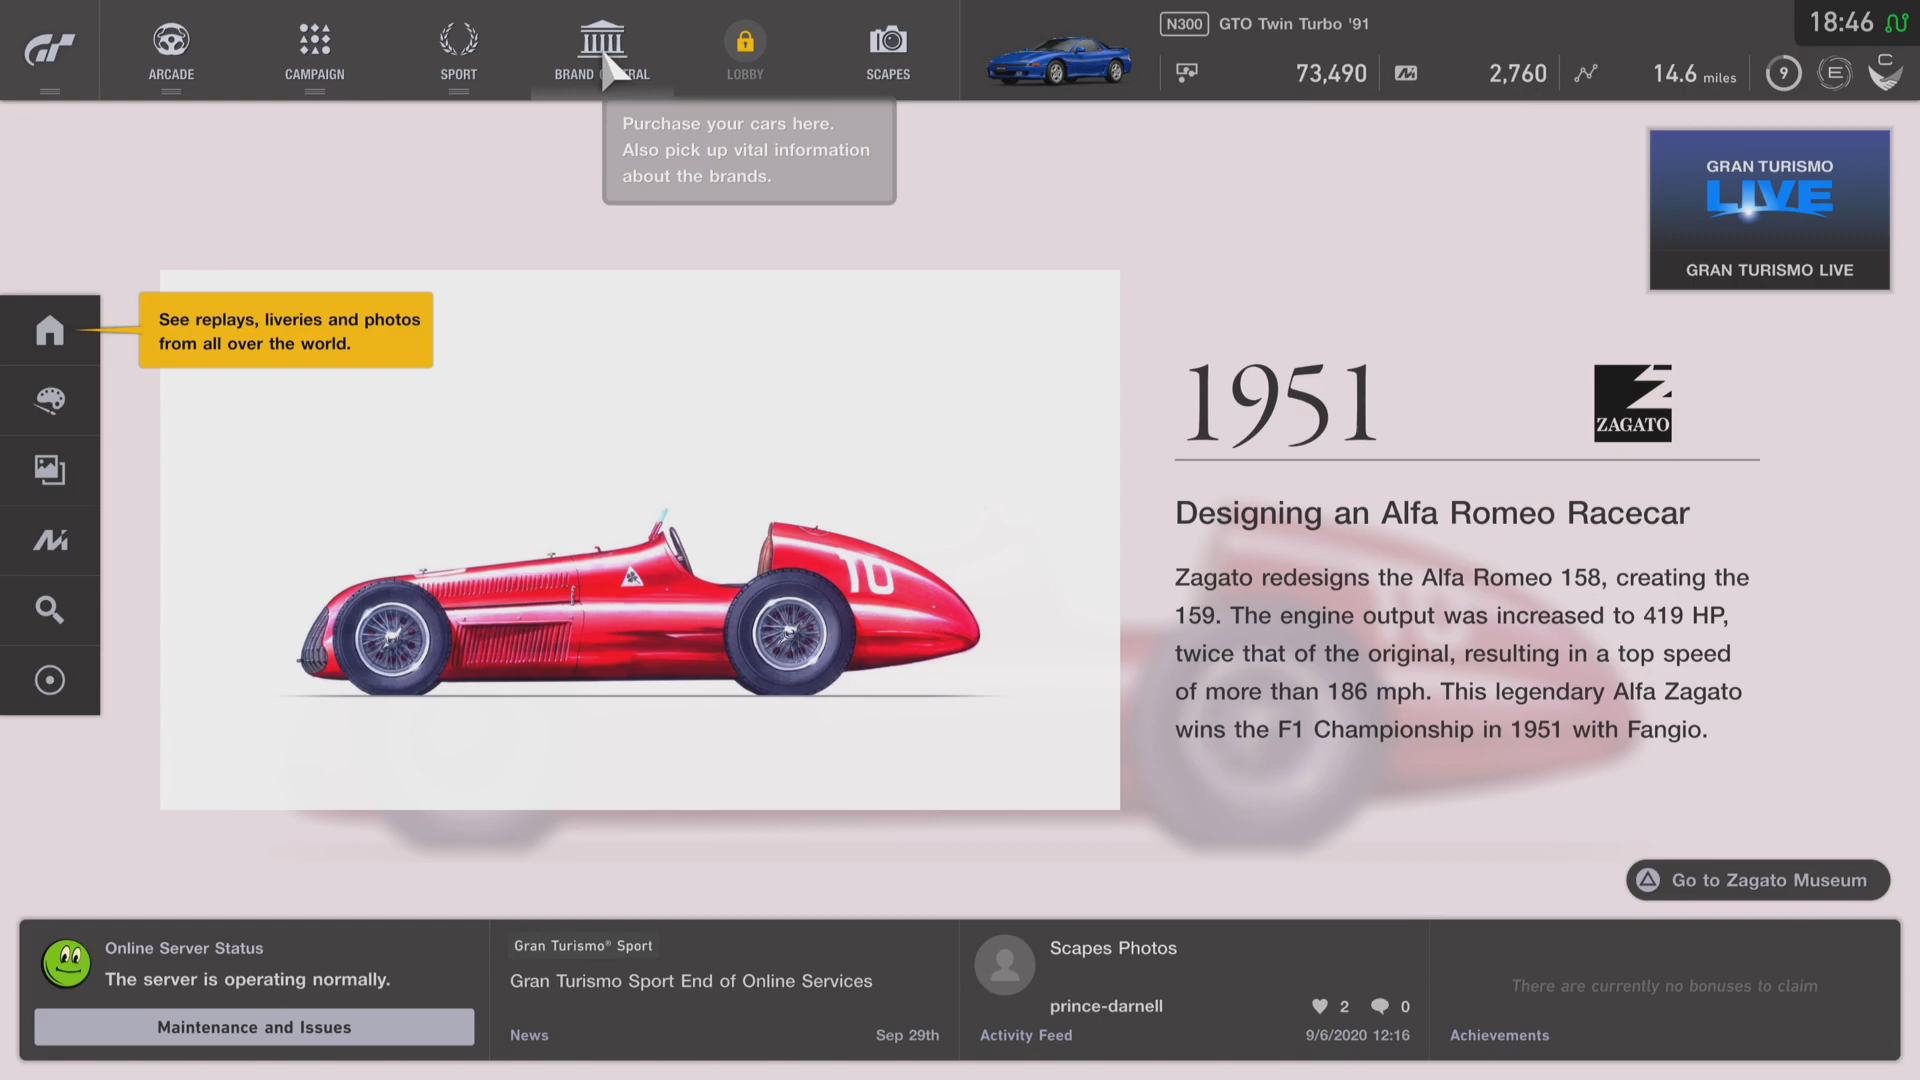 ARCADE
CAMPAIGN
SPORT
BRAND CENTRAL
LOBBY
SCAPES
N300 GTO Twin Turbo '91
73,490
2,760
14.6 miles
9
E
C
18:46
Purchase your cars here.
Also pick up vital information
about the brands.
GRAN TURISMO
LIVE
GRAN TURISMO LIVE
See replays, liveries and photos
from all over the world.
10
1951
ZAGATO
Designing an Alfa Romeo Racecar
Zagato redesigns the Alfa Romeo 158, creating the
159. The engine output was increased to 419 HP,
twice that of the original, resulting in a top speed
of more than 186 mph. This legendary Alfa Zagato
wins the F1 Championship in 1951 with Fangio.
Go to Zagato Museum
Online Server Status
The server is operating normally.
Maintenance and Issues
Gran Turismo® Sport
Gran Turismo Sport End of Online Services
News
Sep 29th
Scapes Photos
prince-darnell
2
0
Activity Feed
9/6/2020 12:16
There are currently no bonuses to claim
Achievements